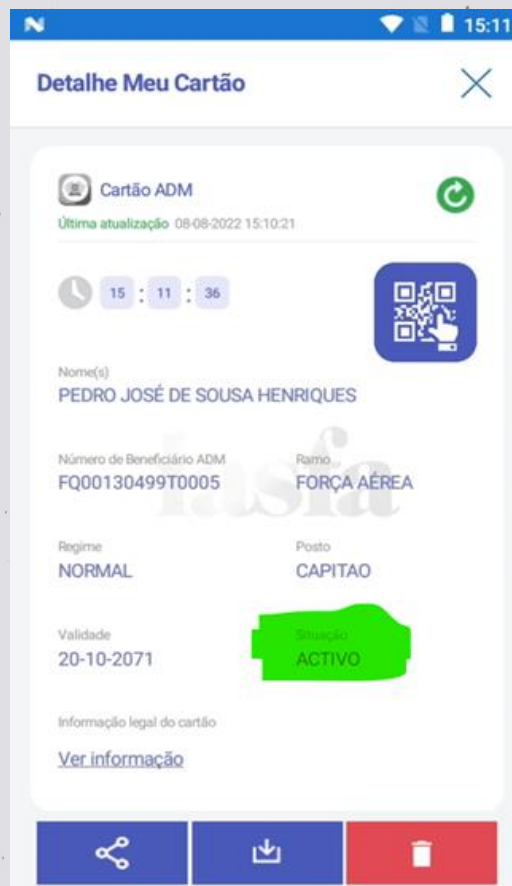 15:11
Detalhe Meu Cartão
Cartão ADM
Última atualização 08-08-2022 15:10:21
15 : 11 : 36
Nome(s)
PEDRO JOSÉ DE SOUSA HENRIQUES
iasfa
Número de Beneficiário ADM Ramo
FQ00130499T0005 FORÇA AÉREA
Regime Posto
NORMAL CAPITAO
Validade Situação
20-10-2071 ACTIVO
Informação legal do cartão
Ver informação